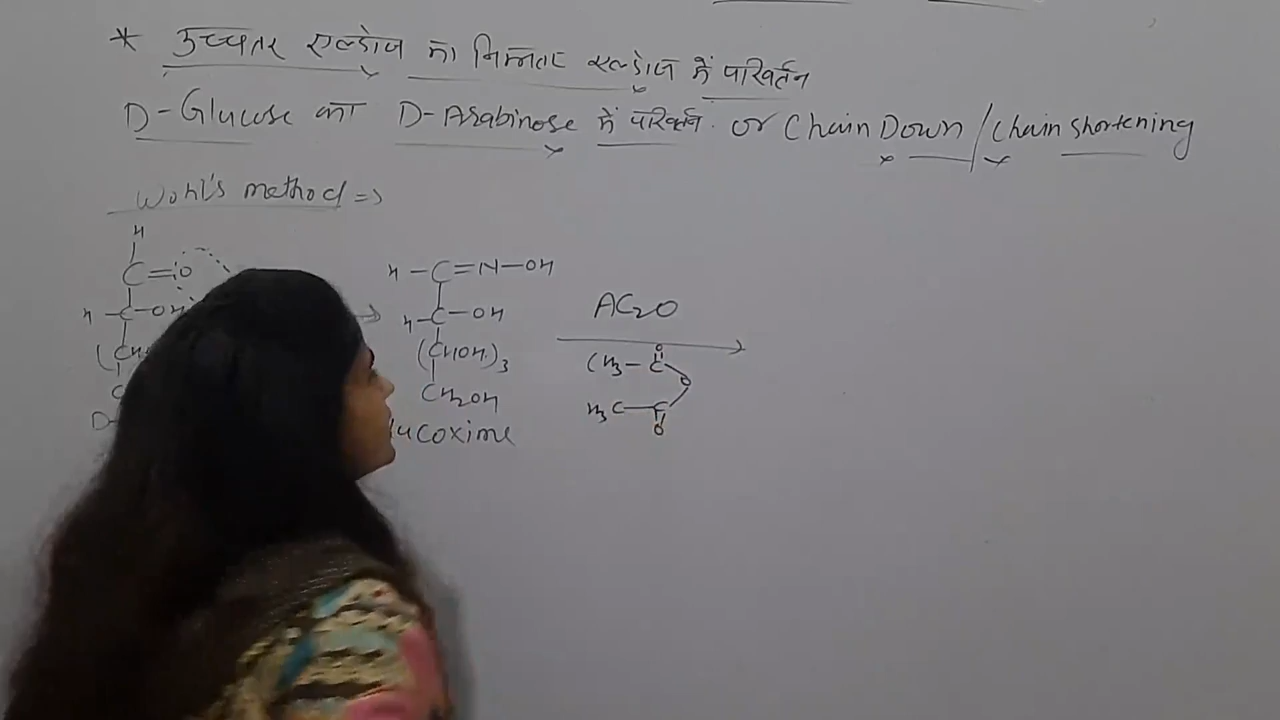 * उच्चतर एल्डोज का निम्नतर एल्डोज में परिवर्तन
D-Glucose का D-Arabinose में परिवर्तन. or Chain Down / Chain shortening
Wohl's method =>
H
C=O
H-C-OH
H-C=N-OH
H-C-OH
(CHOH)3
CH2OH
AC2O
CH3-C
O
O
H3C-C
O